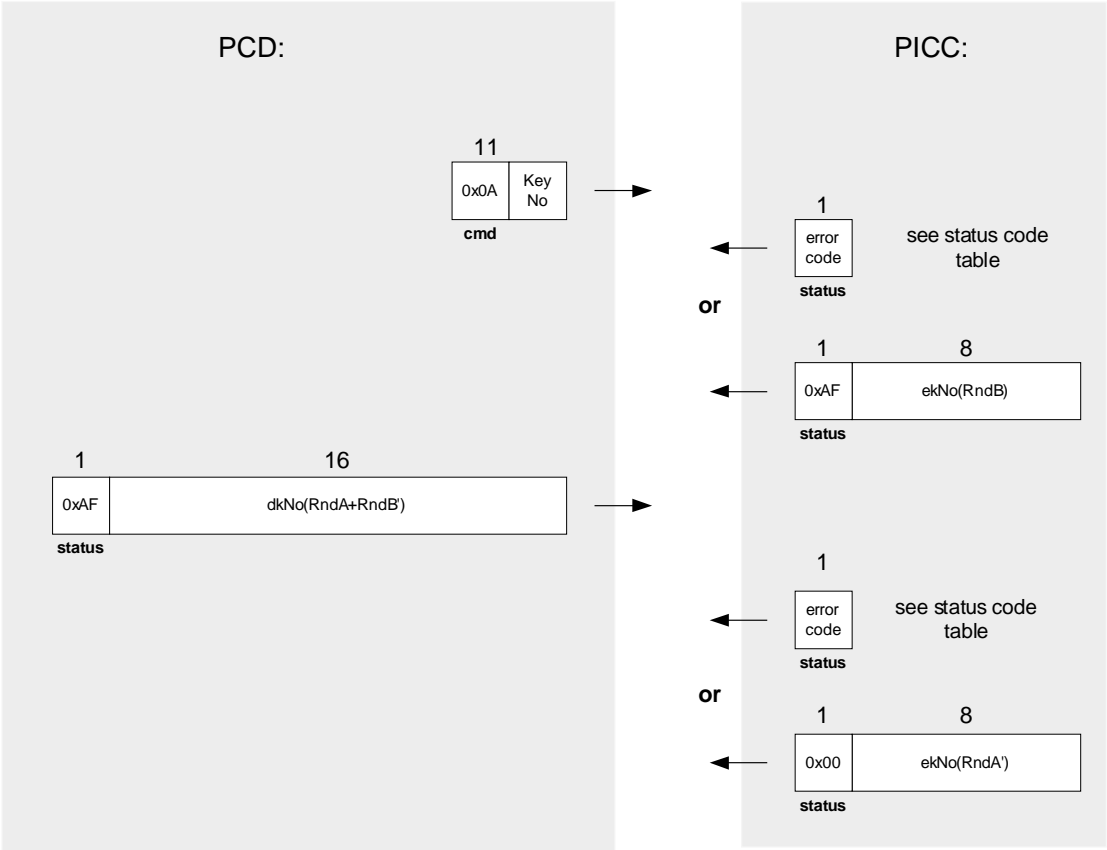 PCD:
PICC:
11
0x0A
Key
No
cmd
1
error
code
status
see status code
table
or
1
8
0xAF
ekNo(RndB)
status
1
16
0xAF
dkNo(RndA+RndB')
status
1
error
code
status
see status code
table
or
1
8
0x00
ekNo(RndA')
status